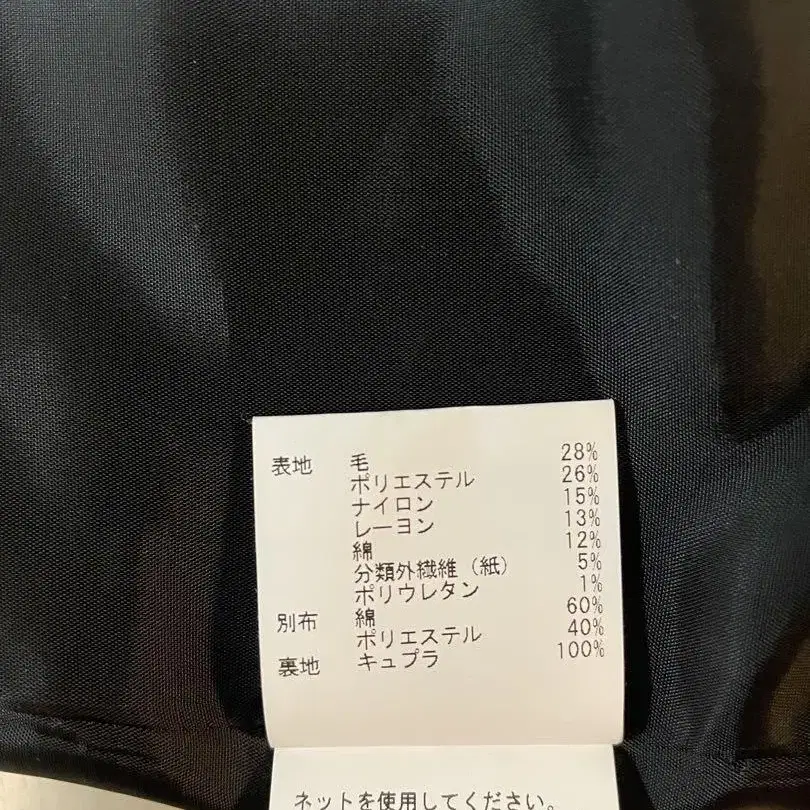 表地 毛 28%
ポリエステル 26%
ナイロン 15%
レーヨン 13%
綿 12%
分類外繊維（紙） 5%
ポリウレタン 1%
別布 綿 60%
ポリエステル 40%
裏地 キュプラ 100%
ネットを使用してください。